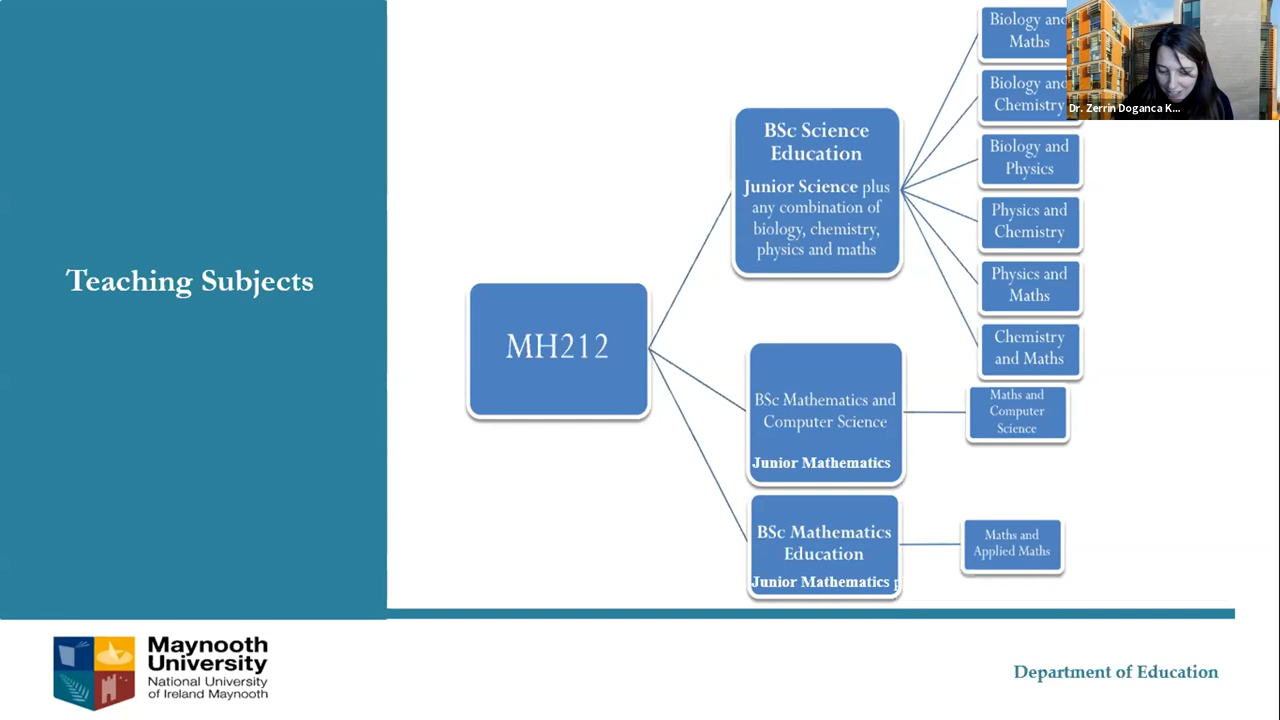 Teaching Subjects
MH212
BSc Science
Education
Junior Science plus
any combination of
biology, chemistry,
physics and maths
BSc Mathematics and
Computer Science
Junior Mathematics
BSc Mathematics
Education
Junior Mathematics
Biology and
Maths
Biology and
Chemistry
Biology and
Physics
Physics and
Chemistry
Physics and
Maths
Chemistry
and Maths
Maths and
Computer
Science
Maths and
Applied Maths
Dr. Zerrin Doganca K...
Maynooth
University
National University
of Ireland Maynooth
Department of Education